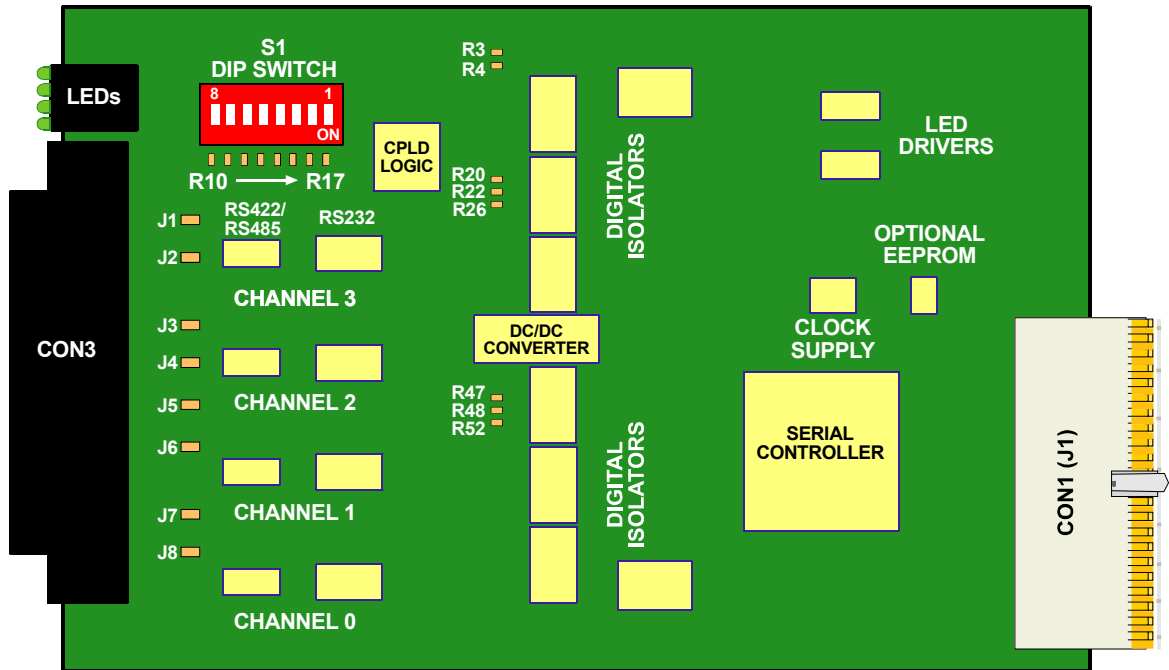 S1
DIP SWITCH
8 1
ON
LEDs
R10 R17
CPLD
LOGIC
R3
R4
R20
R22
R26
DIGITAL
ISOLATORS
LED
DRIVERS
OPTIONAL
EEPROM
CLOCK
SUPPLY
J1
J2
J3
J4
J5
J6
J7
J8
RS422/
RS485
RS232
CHANNEL 3
CHANNEL 2
CHANNEL 1
CHANNEL 0
CON3
DC/DC
CONVERTER
R47
R48
R52
DIGITAL
ISOLATORS
SERIAL
CONTROLLER
CON1 (J1)